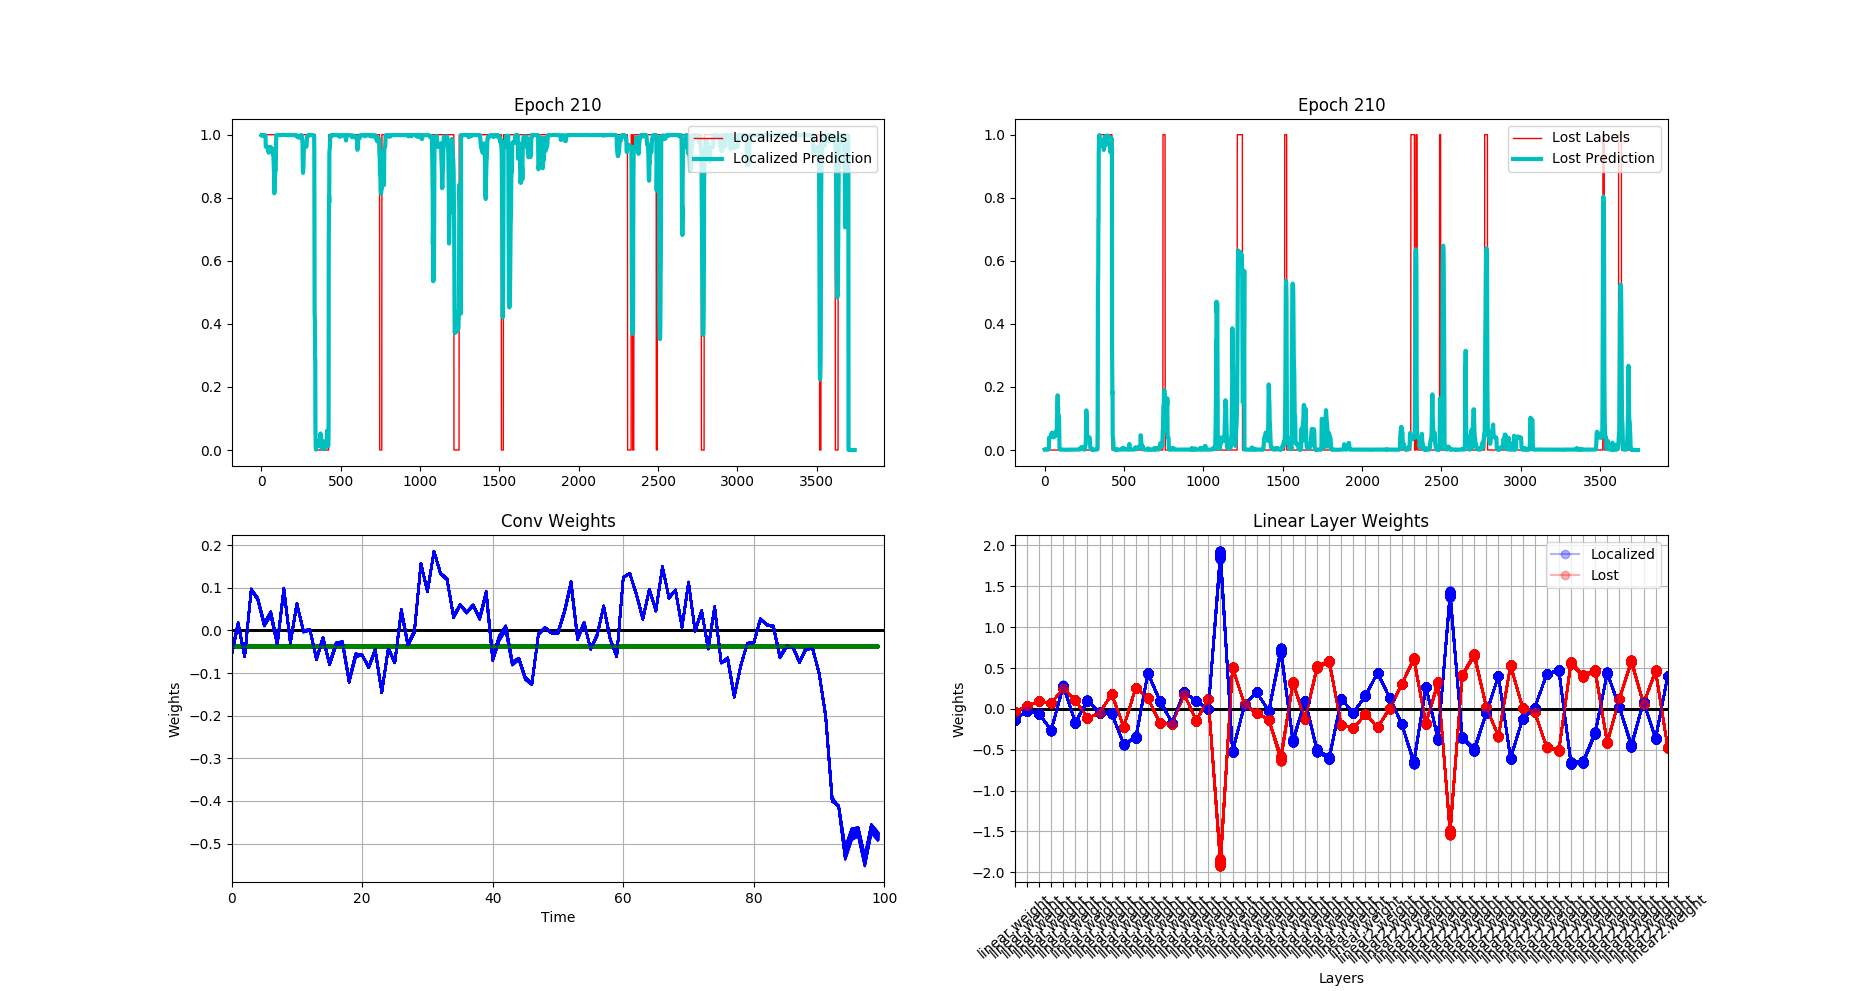 Epoch 210
1.0
0.8
0.6
0.4
0.2
0.0
Localized Labels
Localized Prediction
0 500 1000 1500 2000 2500 3000 3500
Epoch 210
1.0
0.8
0.6
0.4
0.2
0.0
Lost Labels
Lost Prediction
0 500 1000 1500 2000 2500 3000 3500
Conv Weights
Weights
0.2
0.1
0.0
−0.1
−0.2
−0.3
−0.4
−0.5
0 20 40 60 80 100
Time
Linear Layer Weights
Weights
2.0
1.5
1.0
0.5
0.0
−0.5
−1.0
−1.5
−2.0
Localized
Lost
linear.weight
linear2.weight
Layers